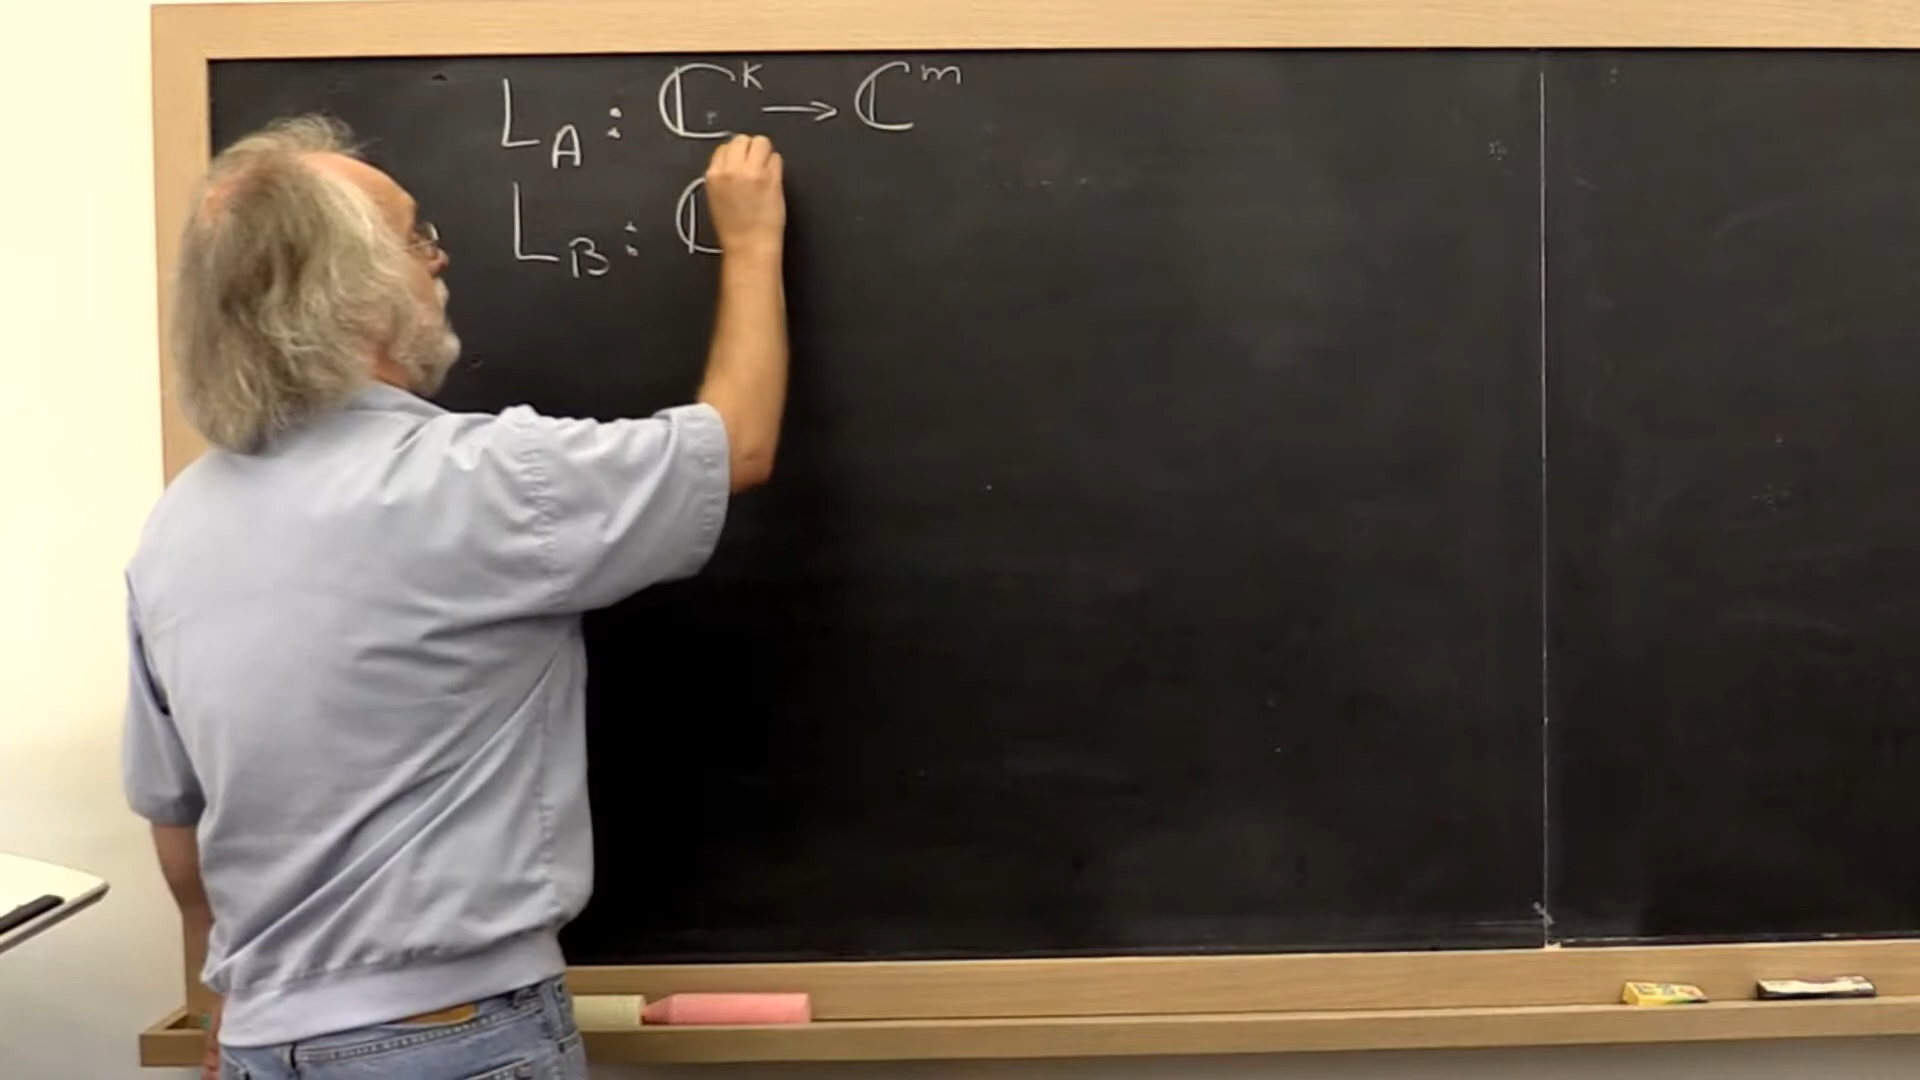 L_A : ℂ^k → ℂ^m
L_B : ℂ